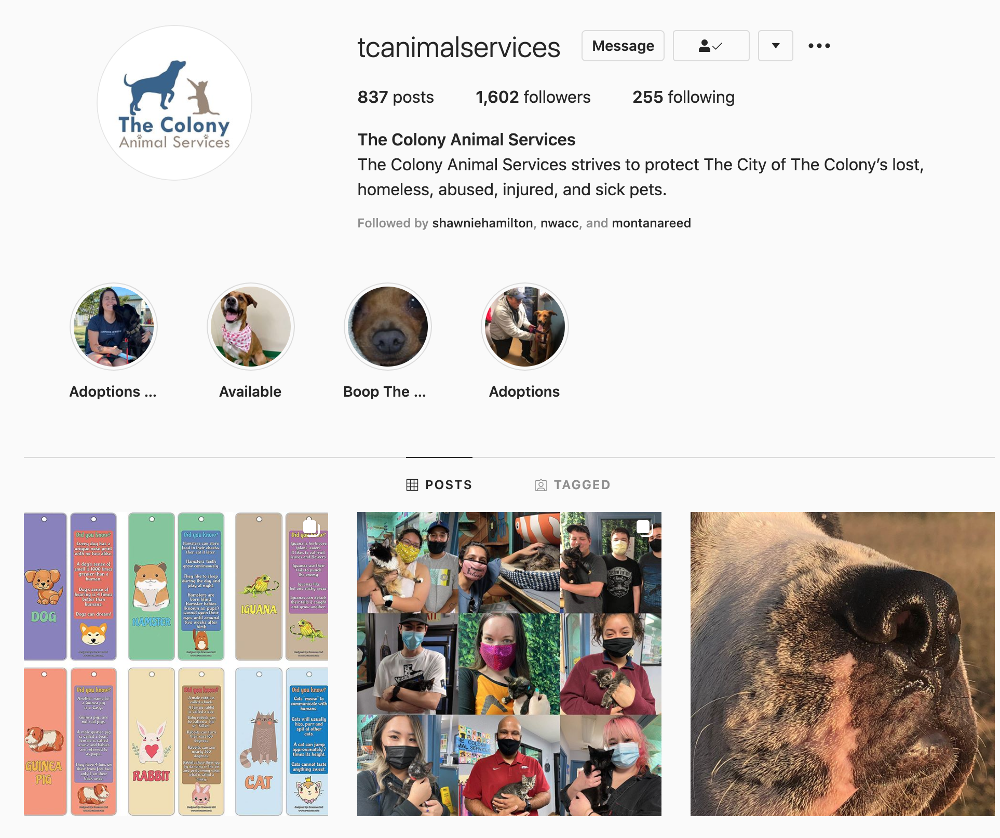 The Colony
Animal Services
tcanimalservices
Message
837 posts
1,602 followers
255 following
The Colony Animal Services
The Colony Animal Services strives to protect The City of The Colony’s lost,
homeless, abused, injured, and sick pets.
Followed by shawniehamilton, nwacc, and montanareed
Adoptions ...
Available
Boop The ...
Adoptions
POSTS
TAGGED
DOG
Did you know?
Every dog has a
unique nose print
with no two alike.
A dog's sense of
smell is 1000 times
greater than a
human.
Dog's sense of
hearing is 4 times
better than
humans.
Dogs can dream!
HAMSTER
Did you know?
Hamsters can store
food in their cheeks,
then eat it later.
Hamsters teeth
grow continuously
They like to sleep
during the day and
play at night.
Hamsters are
born blind.
Hamster babies
(known as pups)
cannot open their
eyes until around
two weeks after
birth
IGUANA
Iguana is herbivore
(plant-eater).
It likes to eat fruit,
leaves and flowers.
Iguanas use their
tails to punch
the enemy.
Iguanas like
hot and sticky areas.
Iguanas can detach
their tails if caught
and grow another.
GUINEA
PIG
Did you know?
Another name for
a Guinea pig
is a 'Cavy'.
Guinea pigs are
not real pigs.
A male guinea pig
is called a boar,
female is called
a sow and babies
are referred to
as pups.
They have 4 toes on
their front feet but
only 3 on their
back ones.
RABBIT
Did you know?
A male rabbit is
called a buck.
A female rabbit
is called a doe.
Baby rabbits can
be called a "kit"
or "kitten".
Rabbits can turn
their ears 180
degrees.
Rabbits can see
nearly 360
degrees.
Rabbits show their joy
by dancing in the air
and performing what
what is called a
"binky".
CAT
Did you know?
Cats "meow" to
communicate with
humans.
Cats will usually
hiss, purr and
spit at other
cats.
A cat can jump
approximately 7
times its height.
Cats cannot taste
anything sweet.
CUSTOM VINTAGE
HE COLONY
MAL SERVICES